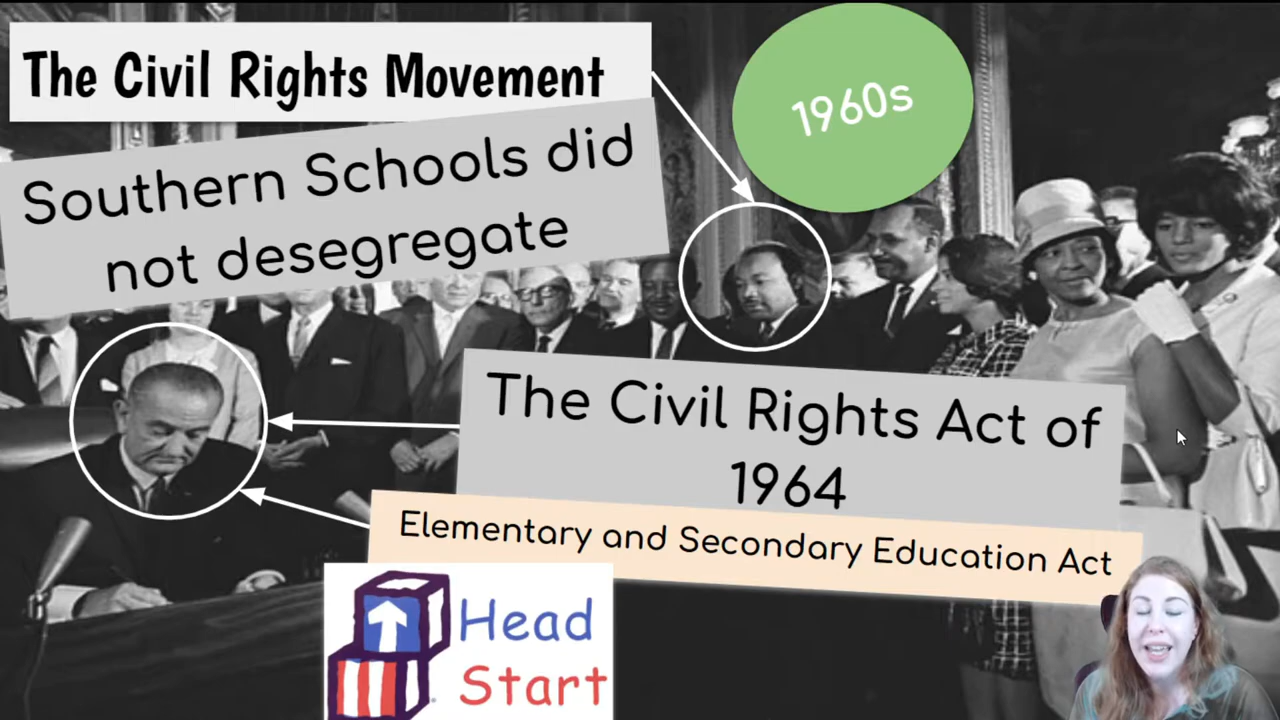 The Civil Rights Movement
1960s
Southern Schools did
not desegregate
The Civil Rights Act of
1964
Elementary and Secondary Education Act
Head
Start